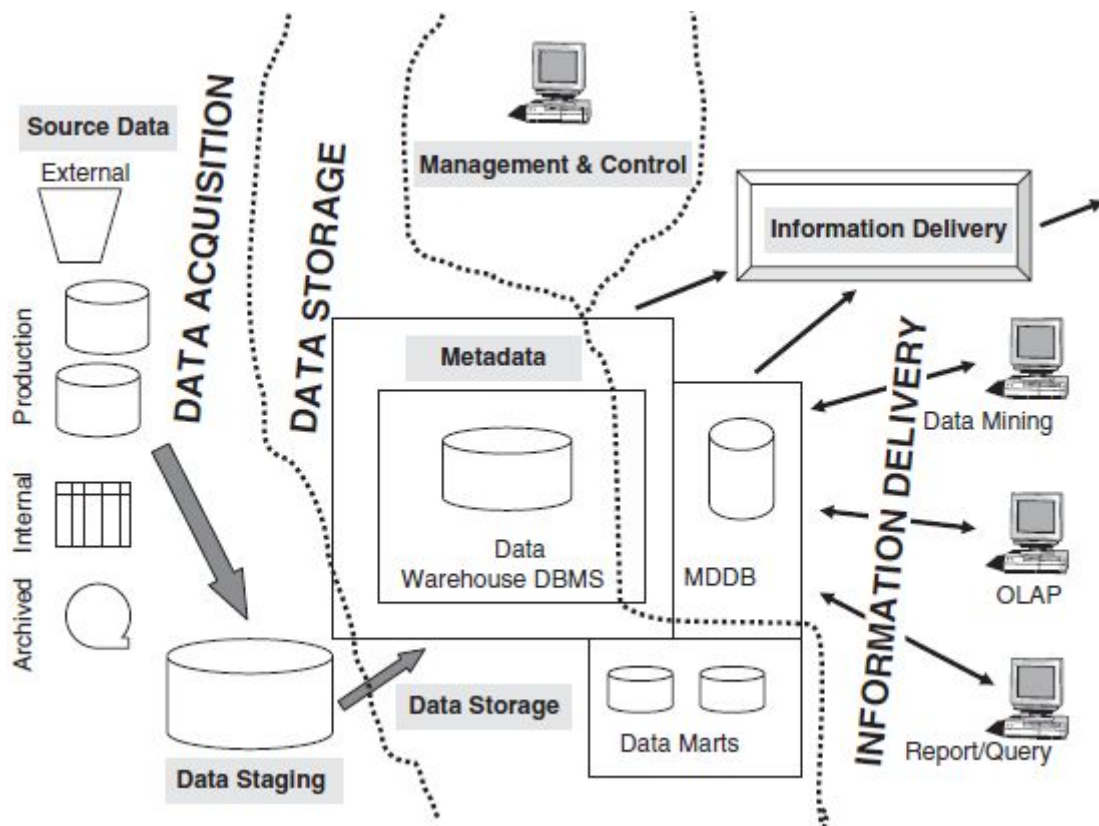 Source Data
External
Production
Internal
Archived
DATA ACQUISITION
Data Staging
DATA STORAGE
Management & Control
Metadata
Data
Warehouse DBMS
MDDB
Data Storage
Data Marts
Information Delivery
INFORMATION DELIVERY
Data Mining
OLAP
Report/Query